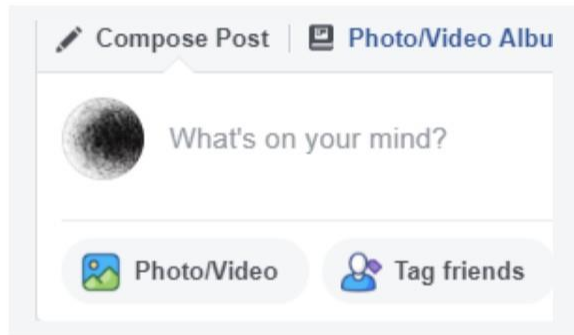 Compose Post Photo/Video Albu
What's on your mind?
Photo/Video Tag friends